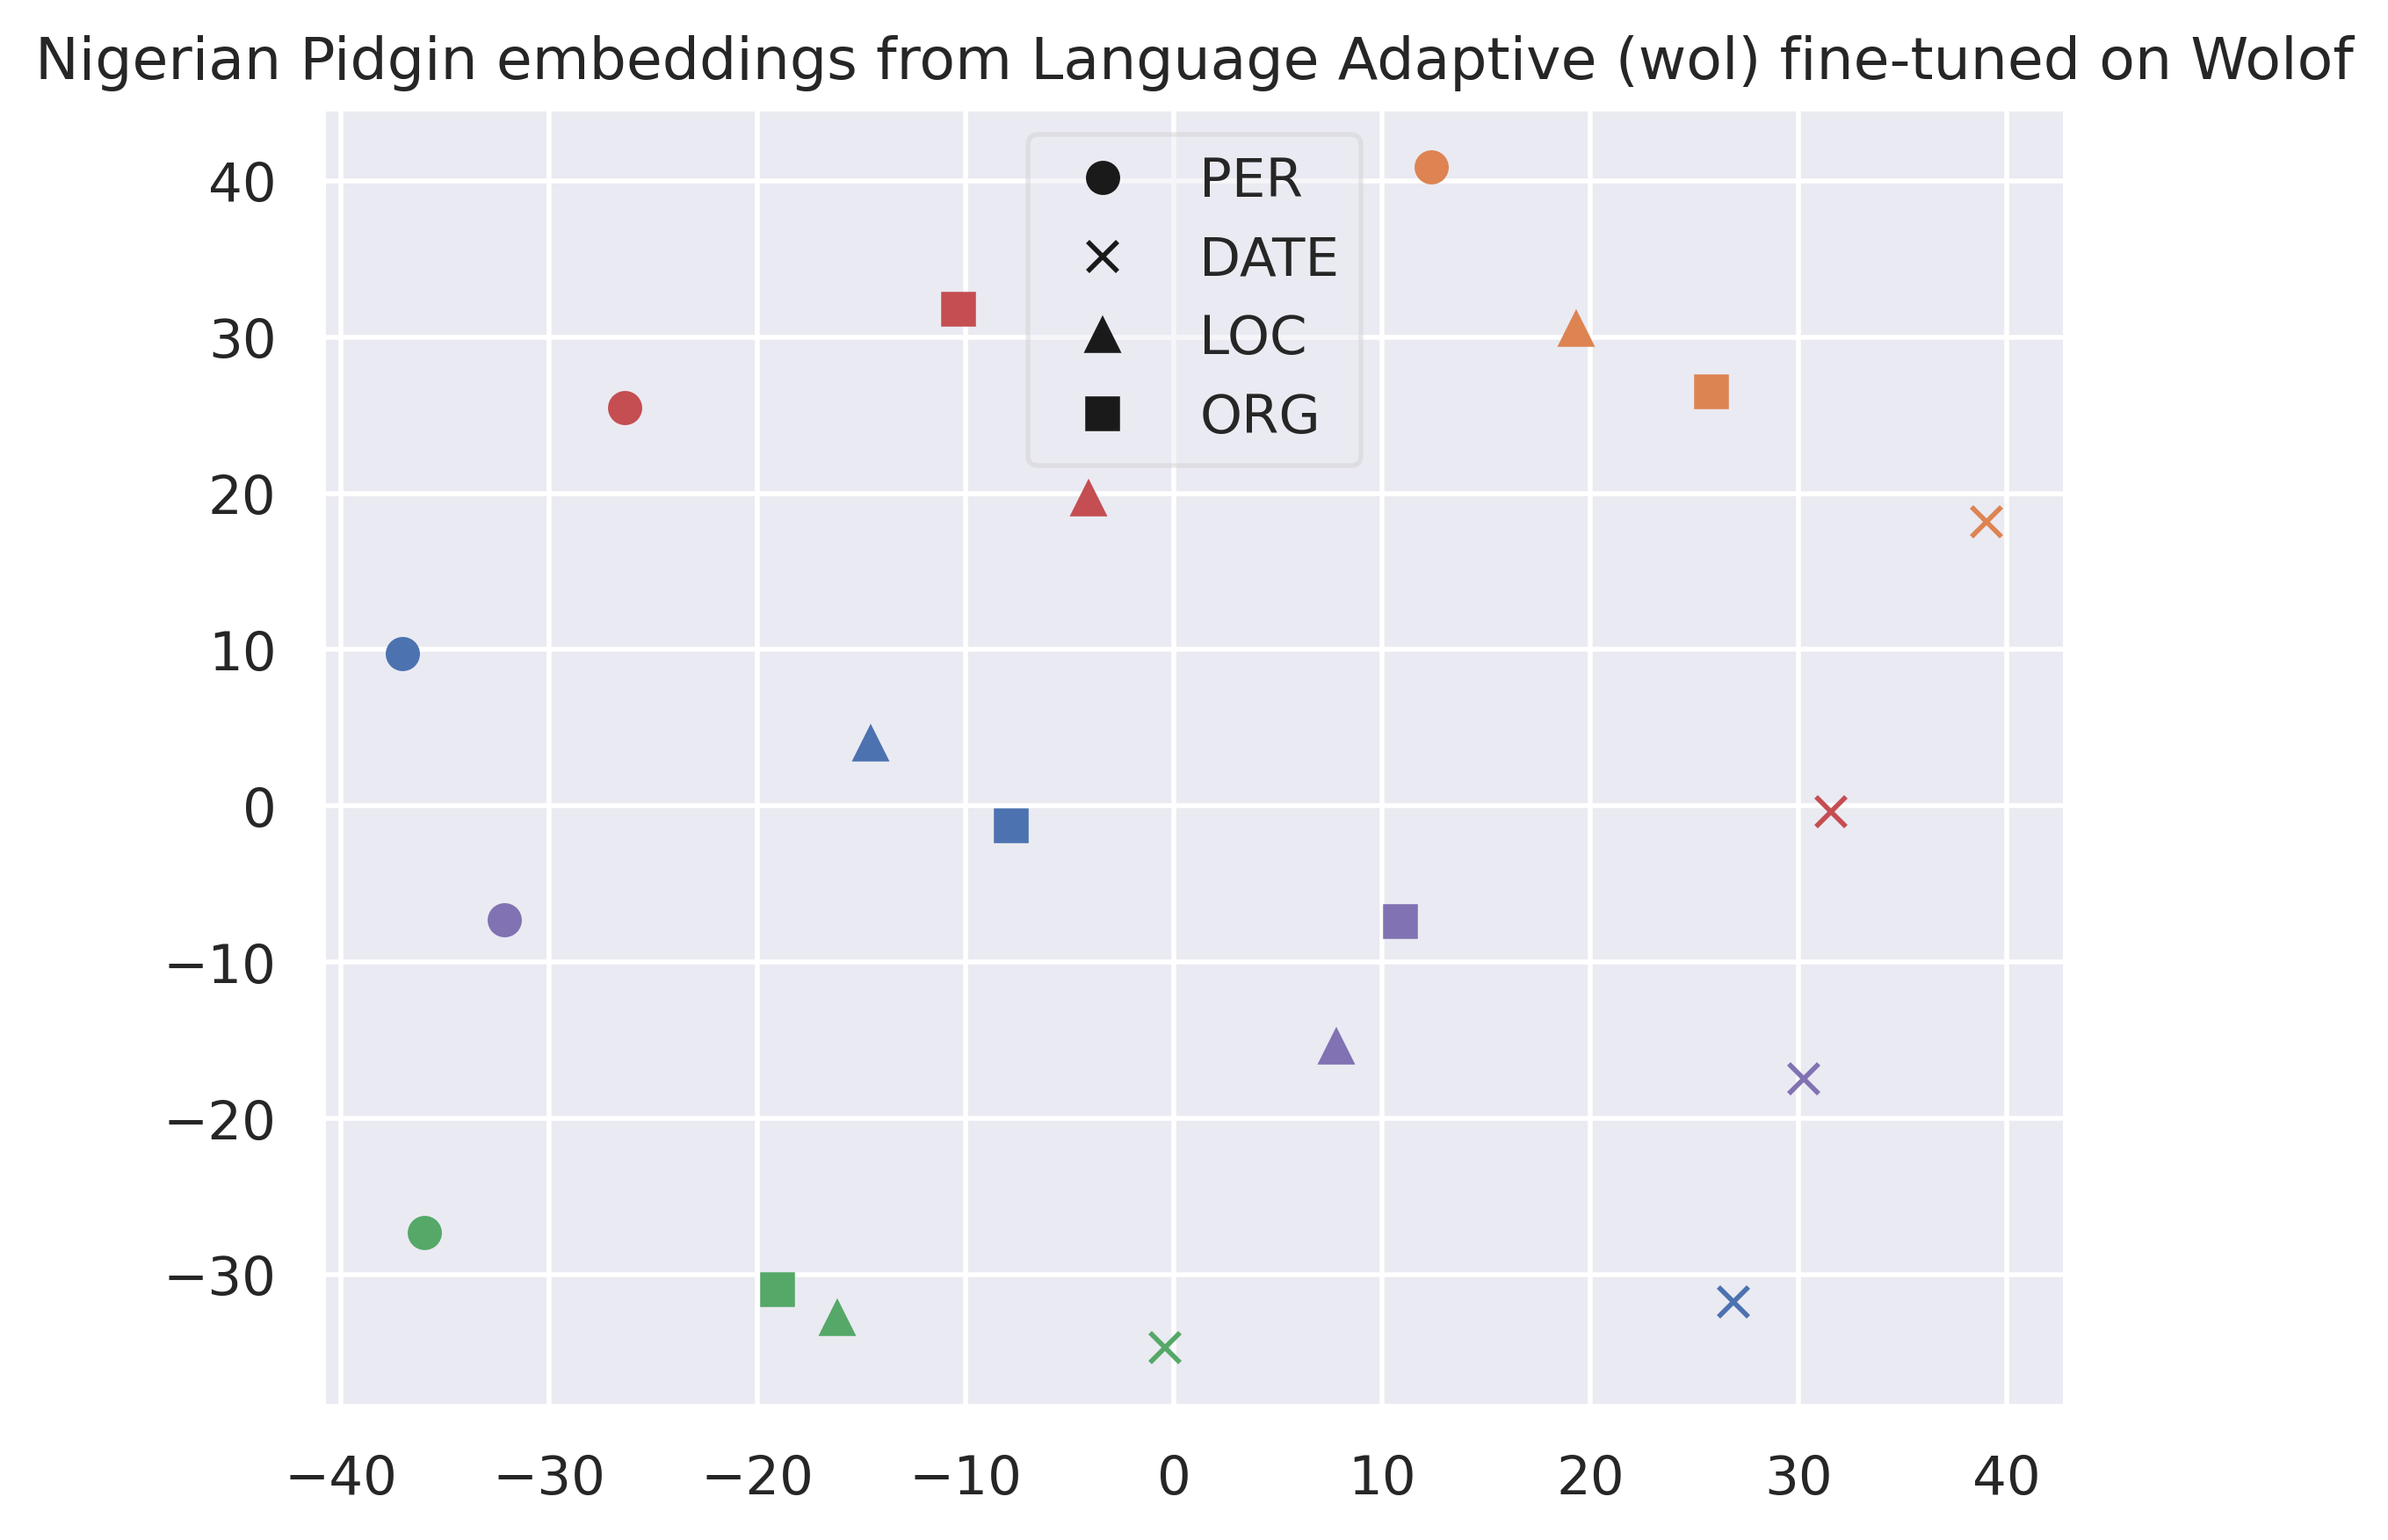 Nigerian Pidgin embeddings from Language Adaptive (wol) fine-tuned on Wolof
PER
DATE
LOC
ORG
40
30
20
10
0
−10
−20
−30
−40 −30 −20 −10 0 10 20 30 40